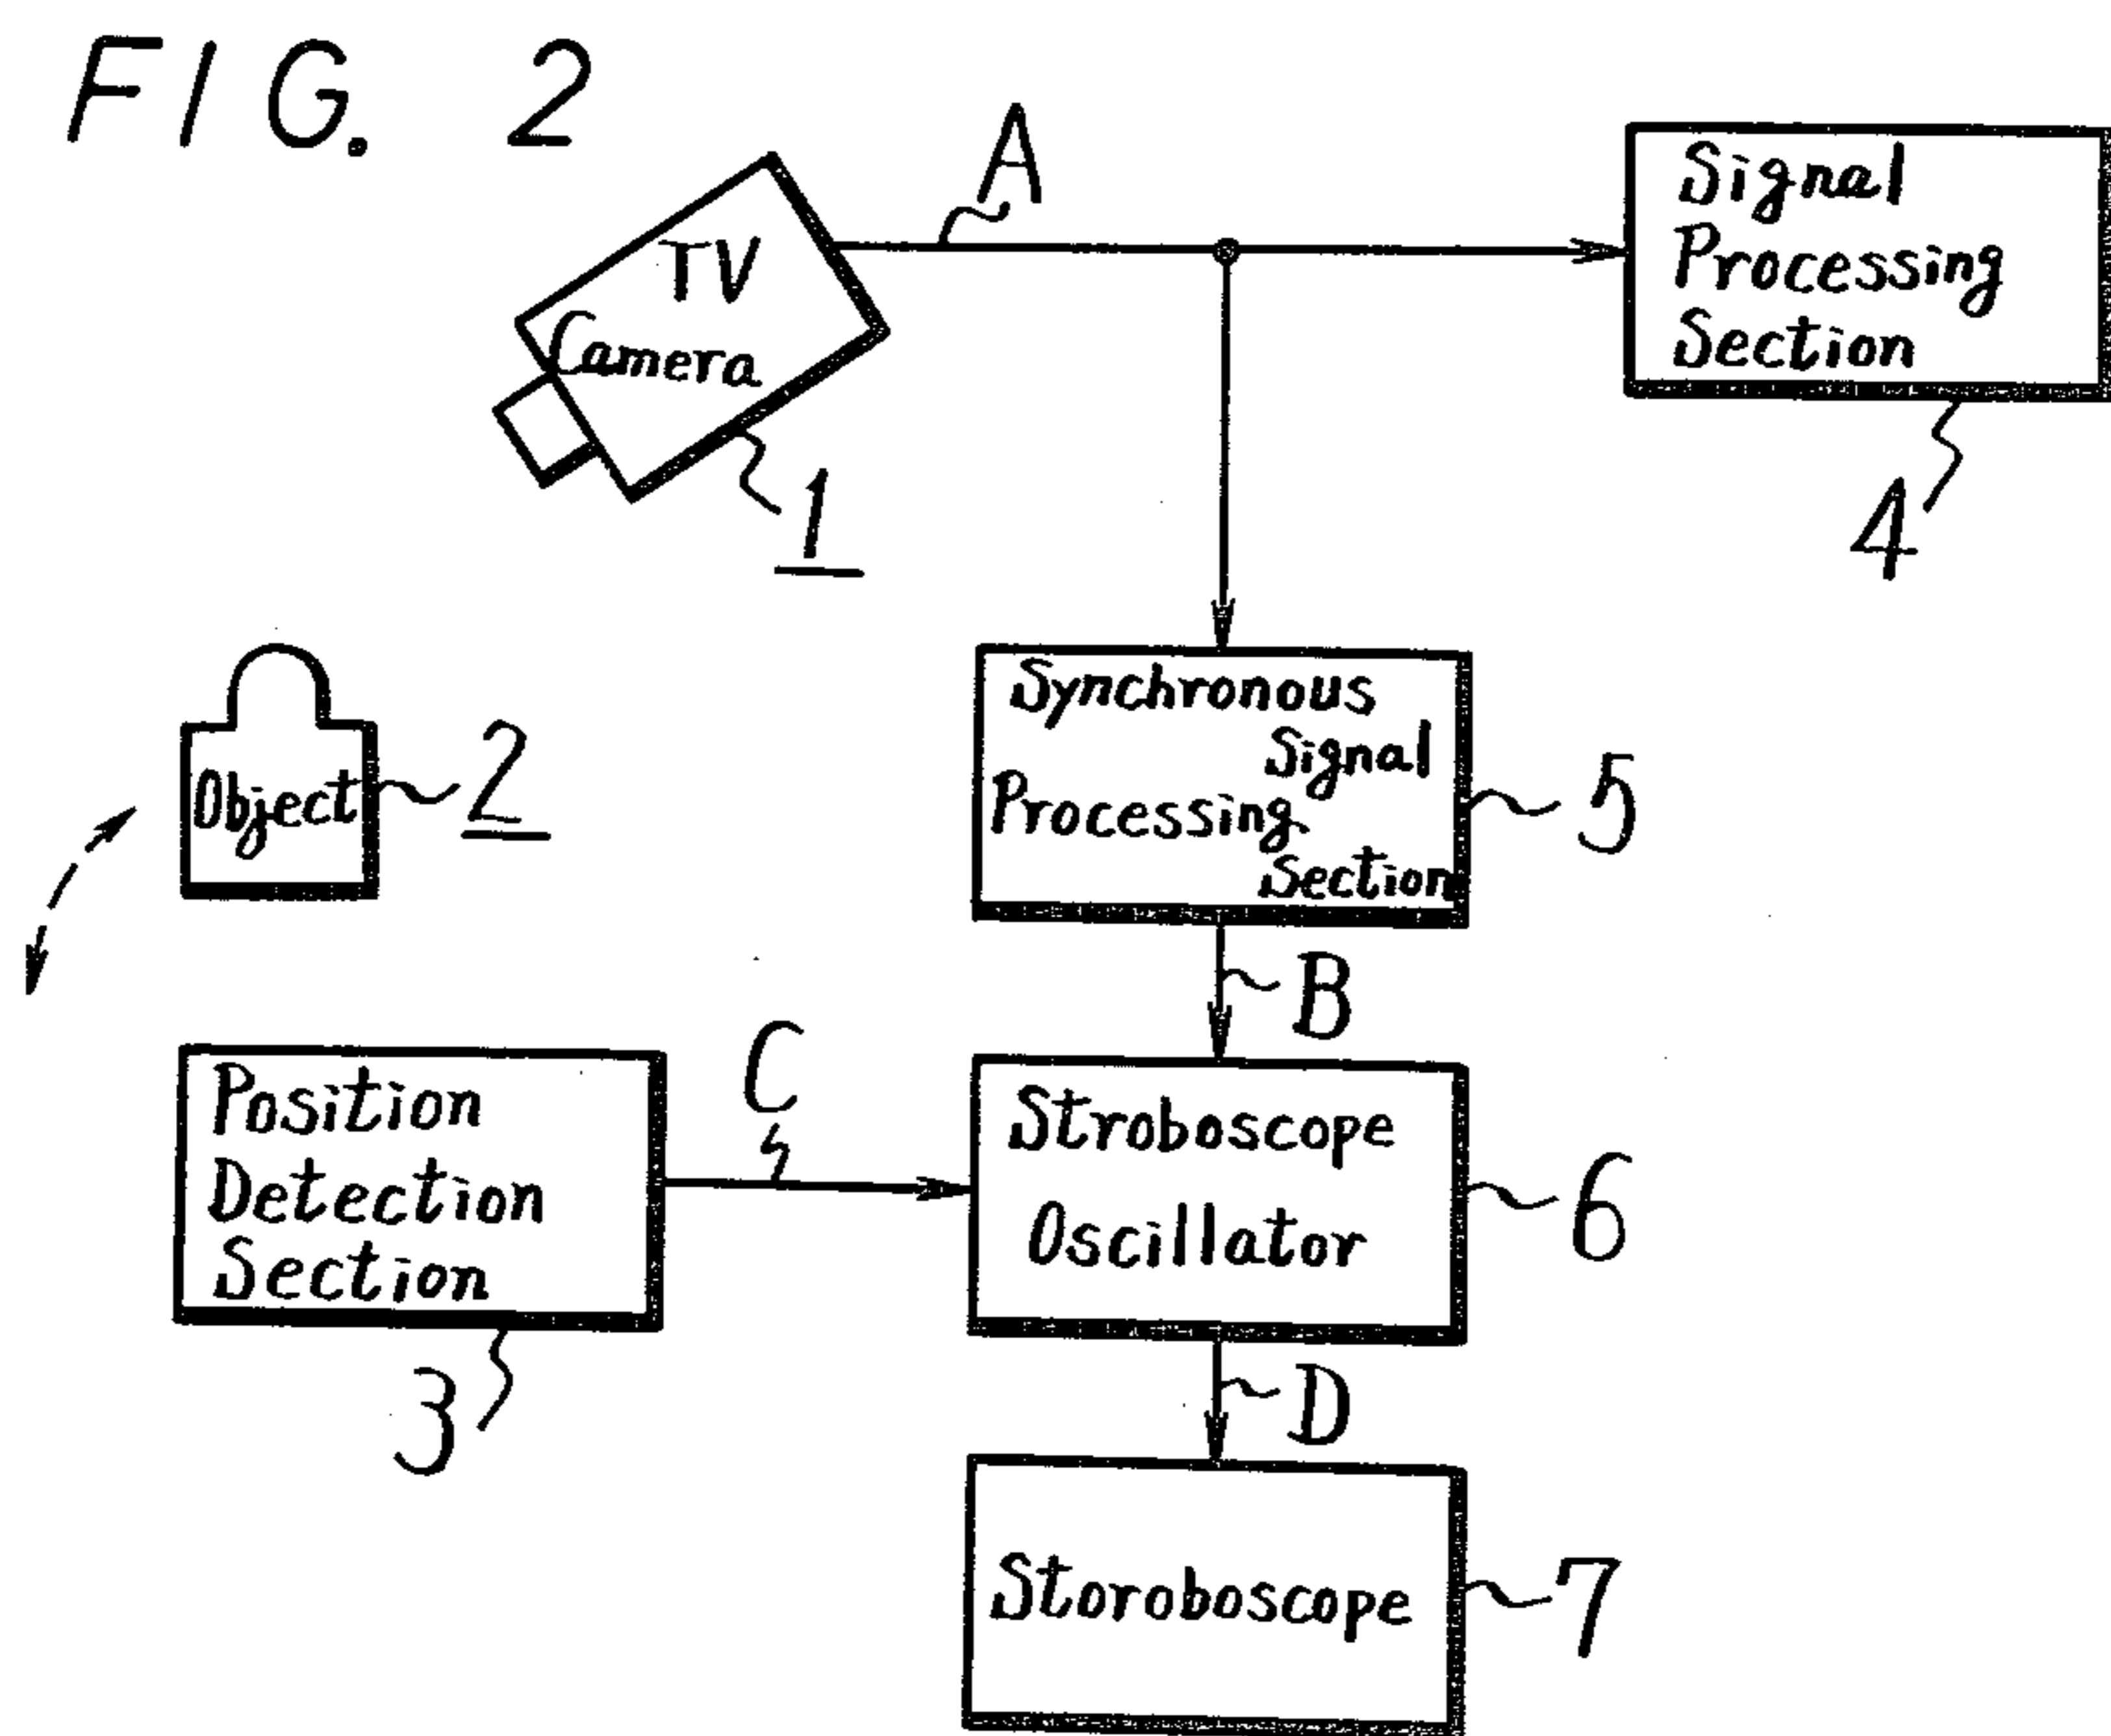 FIG. 2
A
TV
Camera
1
Signal
Processing
Section
4
Object
2
Synchronous
Signal
Processing
Section
5
B
Position
Detection
Section
3
C
Stroboscope
Oscillator
6
D
Storoboscope
7